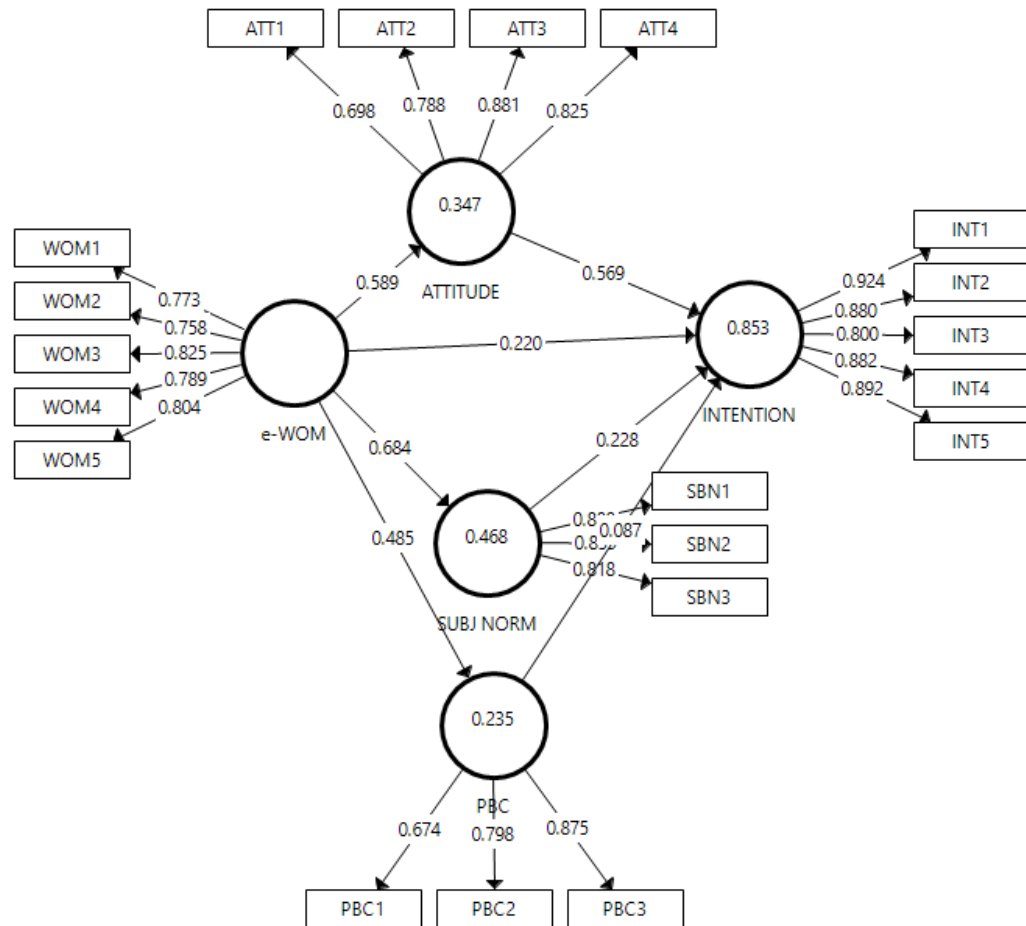 ATT1
ATT2
ATT3
ATT4
0.698
0.788
0.881
0.825
0.347
ATTITUDE
WOM1
WOM2
WOM3
WOM4
WOM5
0.773
0.758
0.825
0.789
0.804
e-WOM
0.589
0.569
0.220
0.684
0.485
0.228
0.087
0.853
INTENTION
0.924
0.880
0.800
0.882
0.892
INT1
INT2
INT3
INT4
INT5
0.468
SUBJ NORM
0.818
SBN1
SBN2
SBN3
0.235
PBC
0.674
0.798
0.875
PBC1
PBC2
PBC3